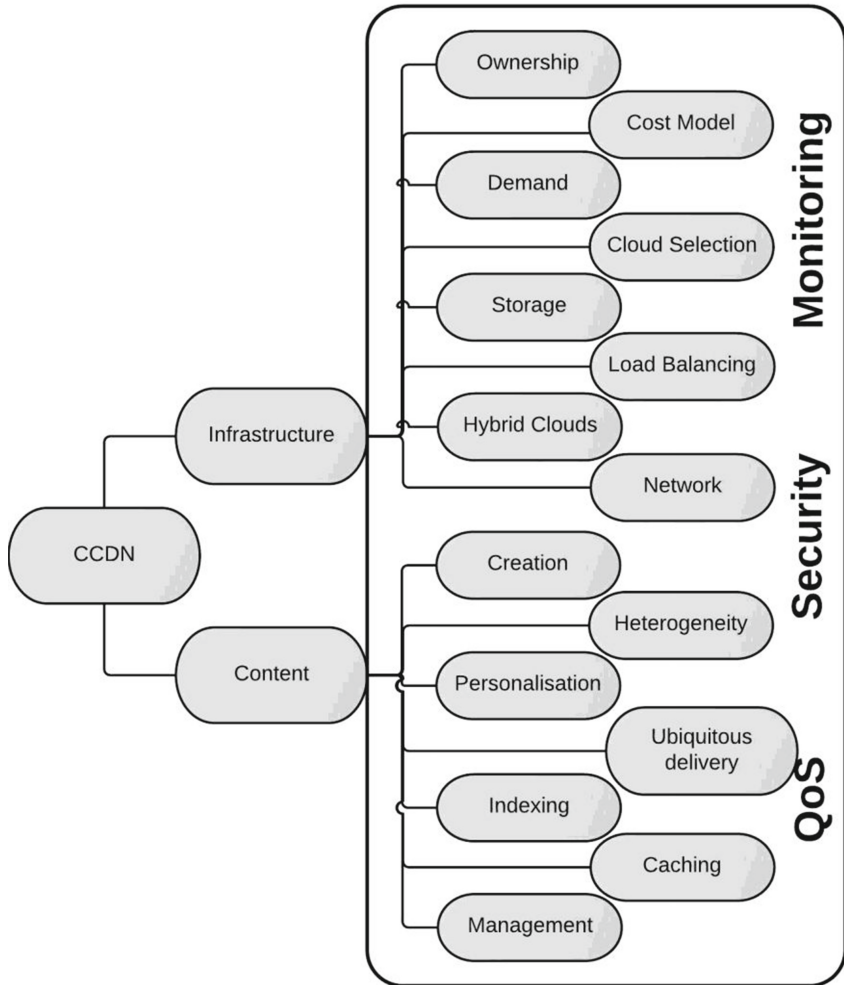 Ownership
Cost Model
Demand
Cloud Selection
Storage
Load Balancing
Infrastructure
Hybrid Clouds
Network
CCDN
Creation
Heterogeneity
Content
Personalisation
Ubiquitous
delivery
Indexing
Caching
Management
Monitoring
Security
QoS